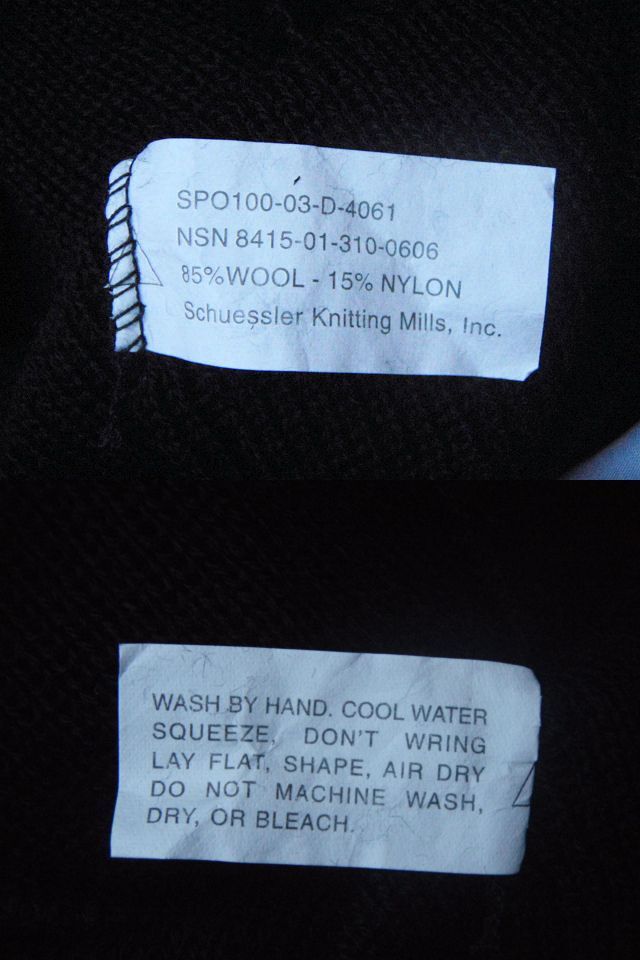 SPO100-03-D-4061
NSN 8415-01-310-0606
85%WOOL - 15% NYLON
Schuessler Knitting Mills, Inc.
WASH BY HAND. COOL WATER
SQUEEZE, DON'T WRING
LAY FLAT, SHAPE, AIR DRY
DO NOT MACHINE WASH,
DRY, OR BLEACH.